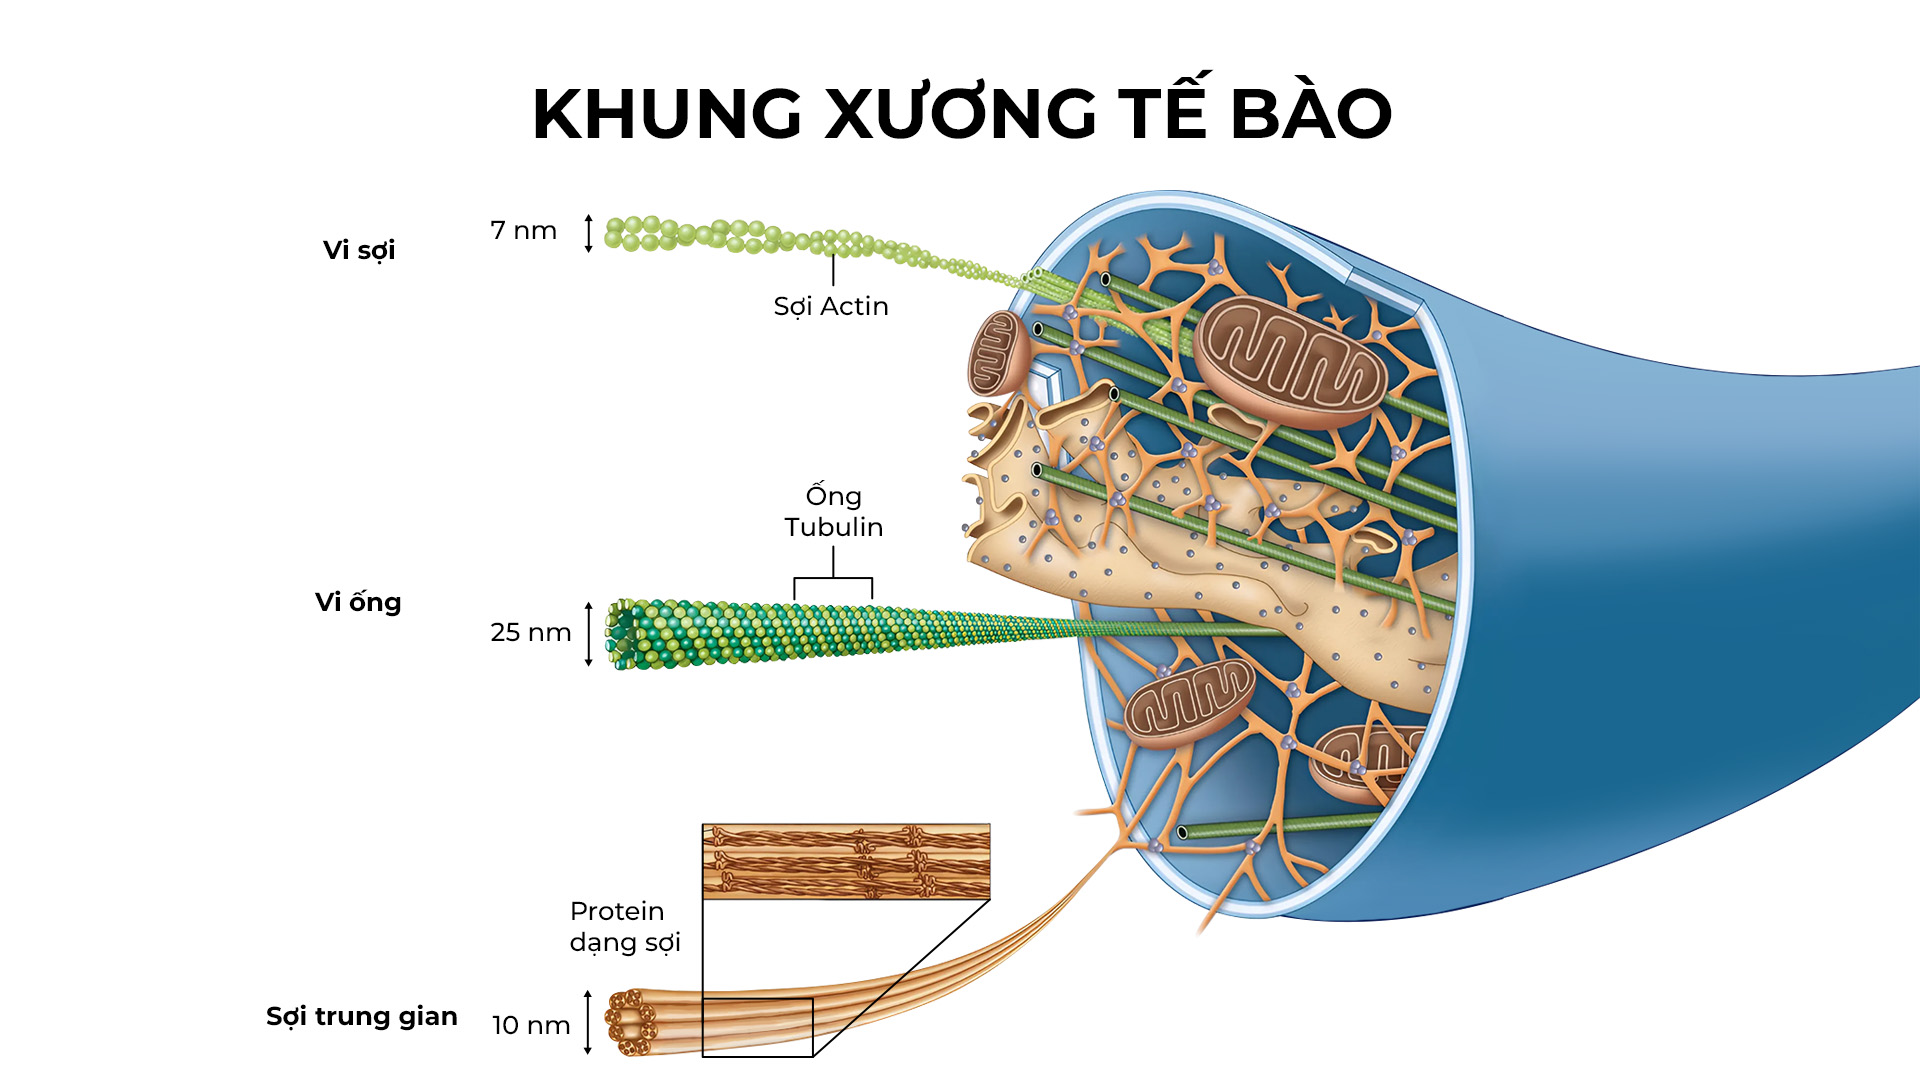 KHUNG XƯƠNG TẾ BÀO
Vi sợi
7 nm
Sợi Actin
Ống
Tubulin
Vi ống
25 nm
Protein
dạng sợi
Sợi trung gian
10 nm